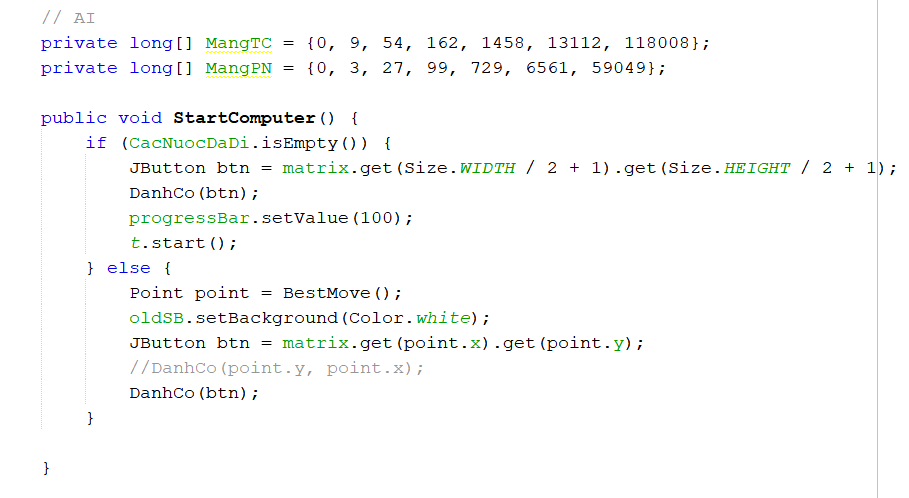 // AI
private long[] MangTC = {0, 9, 54, 162, 1458, 13112, 118008};
private long[] MangPN = {0, 3, 27, 99, 729, 6561, 59049};
public void StartComputer() {
if (CacNuocDaDi.isEmpty()) {
JButton btn = matrix.get(Size.WIDTH / 2 + 1).get(Size.HEIGHT / 2 + 1);
DanhCo(btn);
progressBar.setValue(100);
t.start();
} else {
Point point = BestMove();
oldSB.setBackground(Color.white);
JButton btn = matrix.get(point.x).get(point.y);
//DanhCo(point.y, point.x);
DanhCo(btn);
}
}